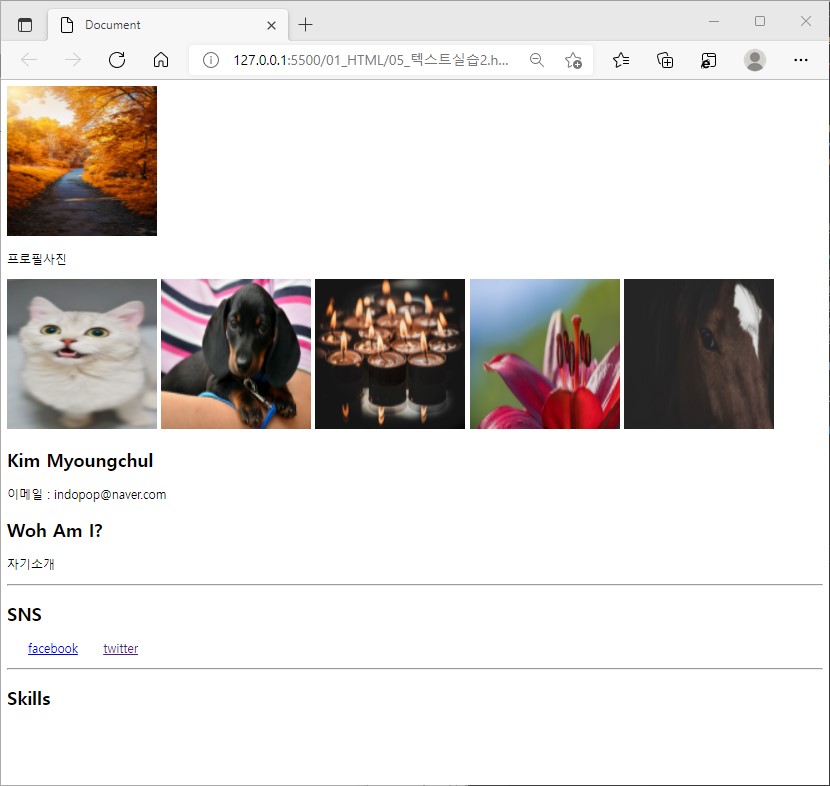 Document
127.0.0.1:5500/01_HTML/05_텍스트실습2.h...
프로필사진
Kim Myoungchul
이메일 : indopop@naver.com
Woh Am I?
자기소개
SNS
facebook twitter
Skills